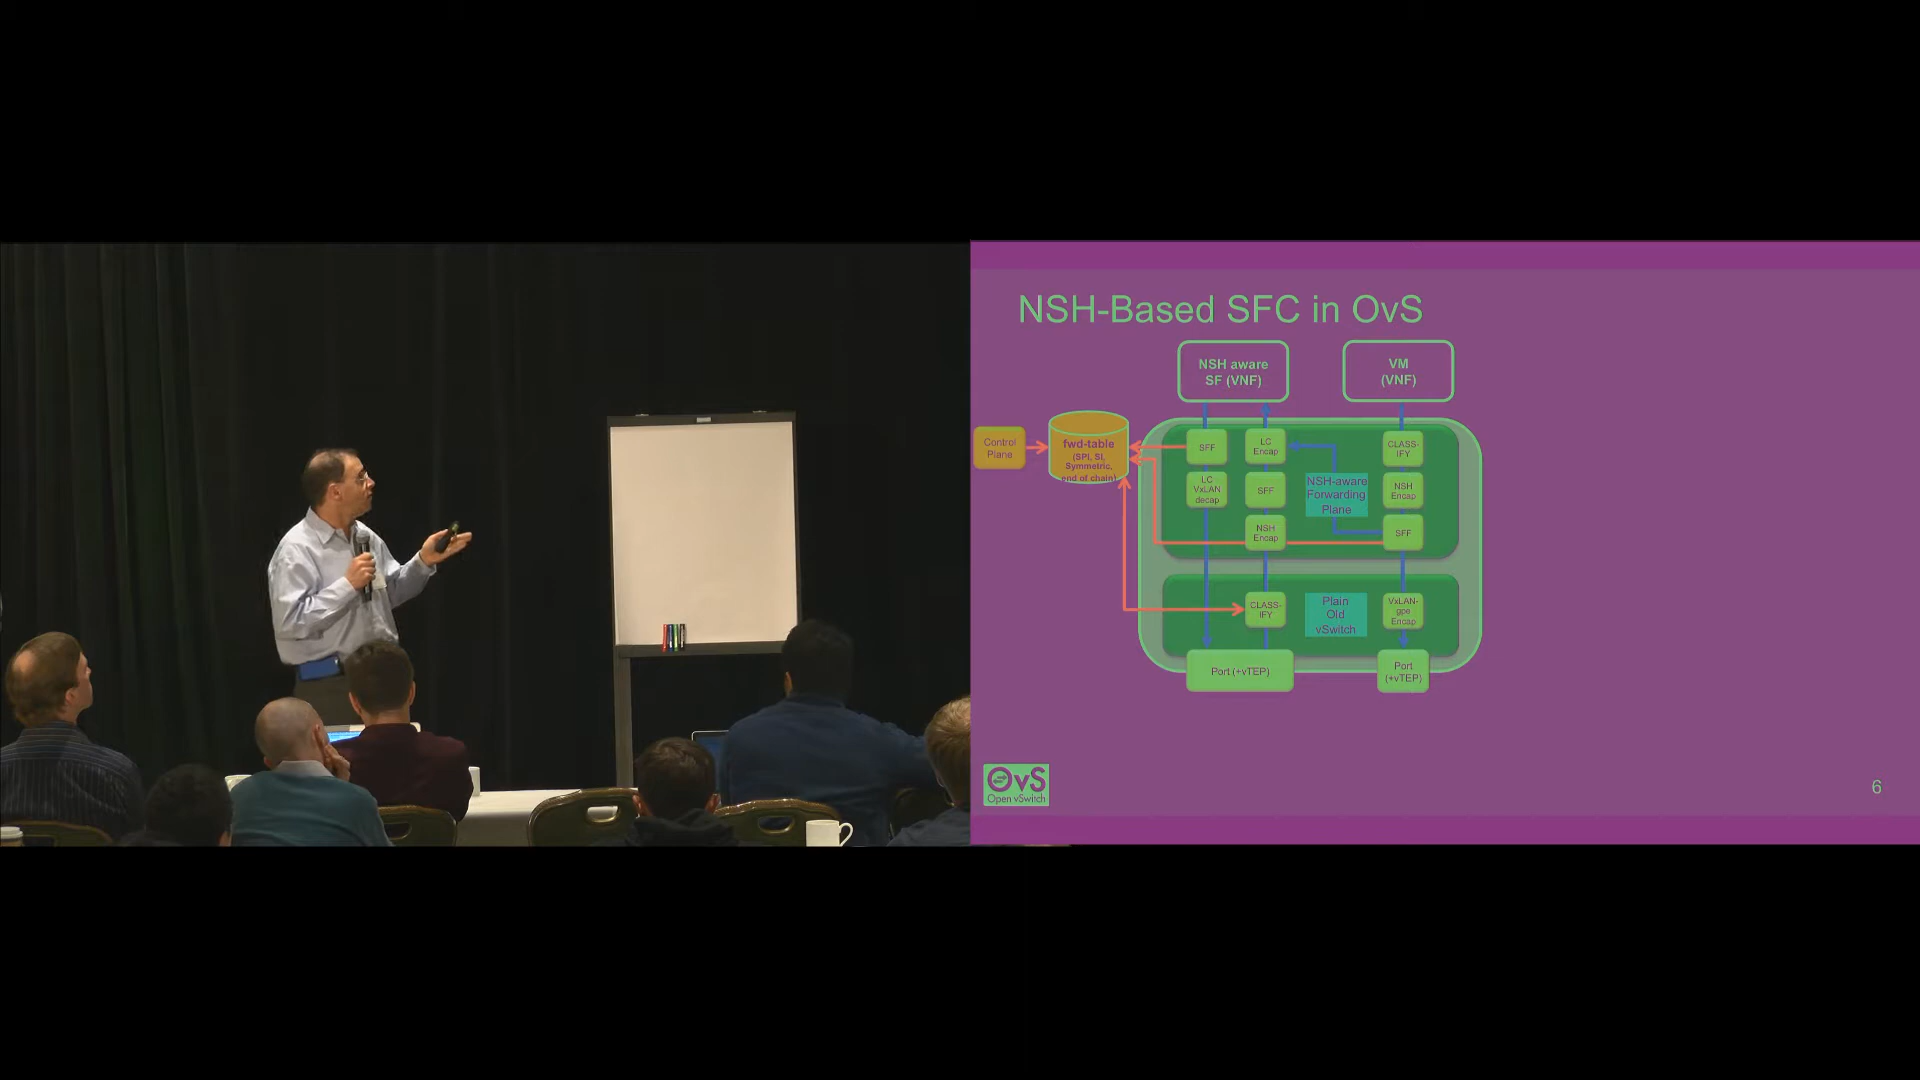 NSH-Based SFC in OvS
NSH aware
SF (VNF)
VM
(VNF)
Control
Plane
fwd-table
(SPI, SI,
Symmetric,
end of chain)
SFF
LC
Encap
CLASS-
IFY
LC
VxLAN
decap
SFF
NSH-aware
Forwarding
Plane
NSH
Encap
NSH
Encap
SFF
CLASS-
IFY
Plain
Old
vSwitch
VxLAN-
gpe
Encap
Port (+vTEP)
Port
(+vTEP)
OvS
Open vSwitch
6